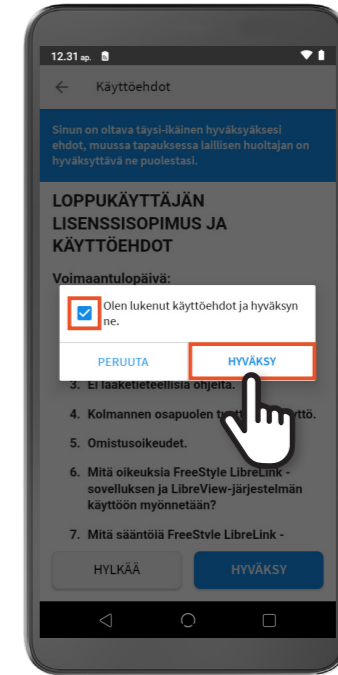 12.31 ap.
Käyttöehdot
Sinun on oltava täysi-ikäinen hyväksyäksesi
ehdot, muussa tapauksessa laillisen huoltajan on
hyväksyttävä ne puolestasi.
LOPPUKÄYTTÄJÄN
LISENSSISOPIMUS JA
KÄYTTÖEHDOT
Voimaantulopäivä:
Olen lukenut käyttöehdot ja hyväksyn
ne.
PERUUTA HYVÄKSY
3. Ei lääketieteellisiä ohjeita.
4. Kolmannen osapuolen
5. Omistusoikeudet.
6. Mitä oikeuksia FreeStyle LibreLink -
sovelluksen ja LibreView-järjestelmän
käyttöön myönnetään?
7. Mitä sääntöjä FreeStyle LibreLink -
HYLKÄÄ HYVÄKSY